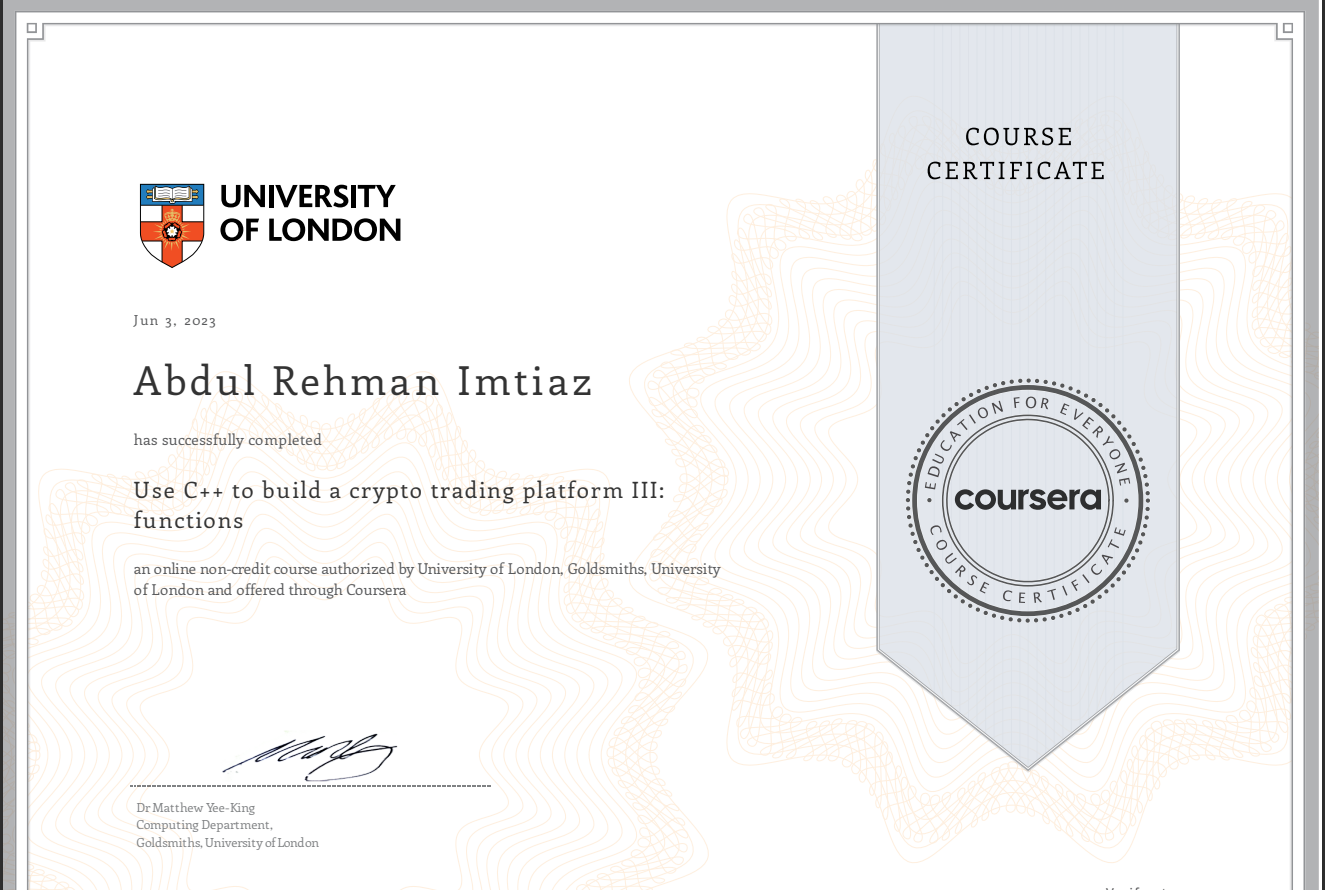 COURSE
CERTIFICATE
UNIVERSITY
OF LONDON
Jun 3, 2023
Abdul Rehman Imtiaz
has successfully completed
Use C++ to build a crypto trading platform III:
functions
an online non-credit course authorized by University of London, Goldsmiths, University
of London and offered through Coursera
EDUCATION FOR EVERYONE
coursera
COURSE CERTIFICATE
Dr Matthew Yee-King
Computing Department,
Goldsmiths, University of London